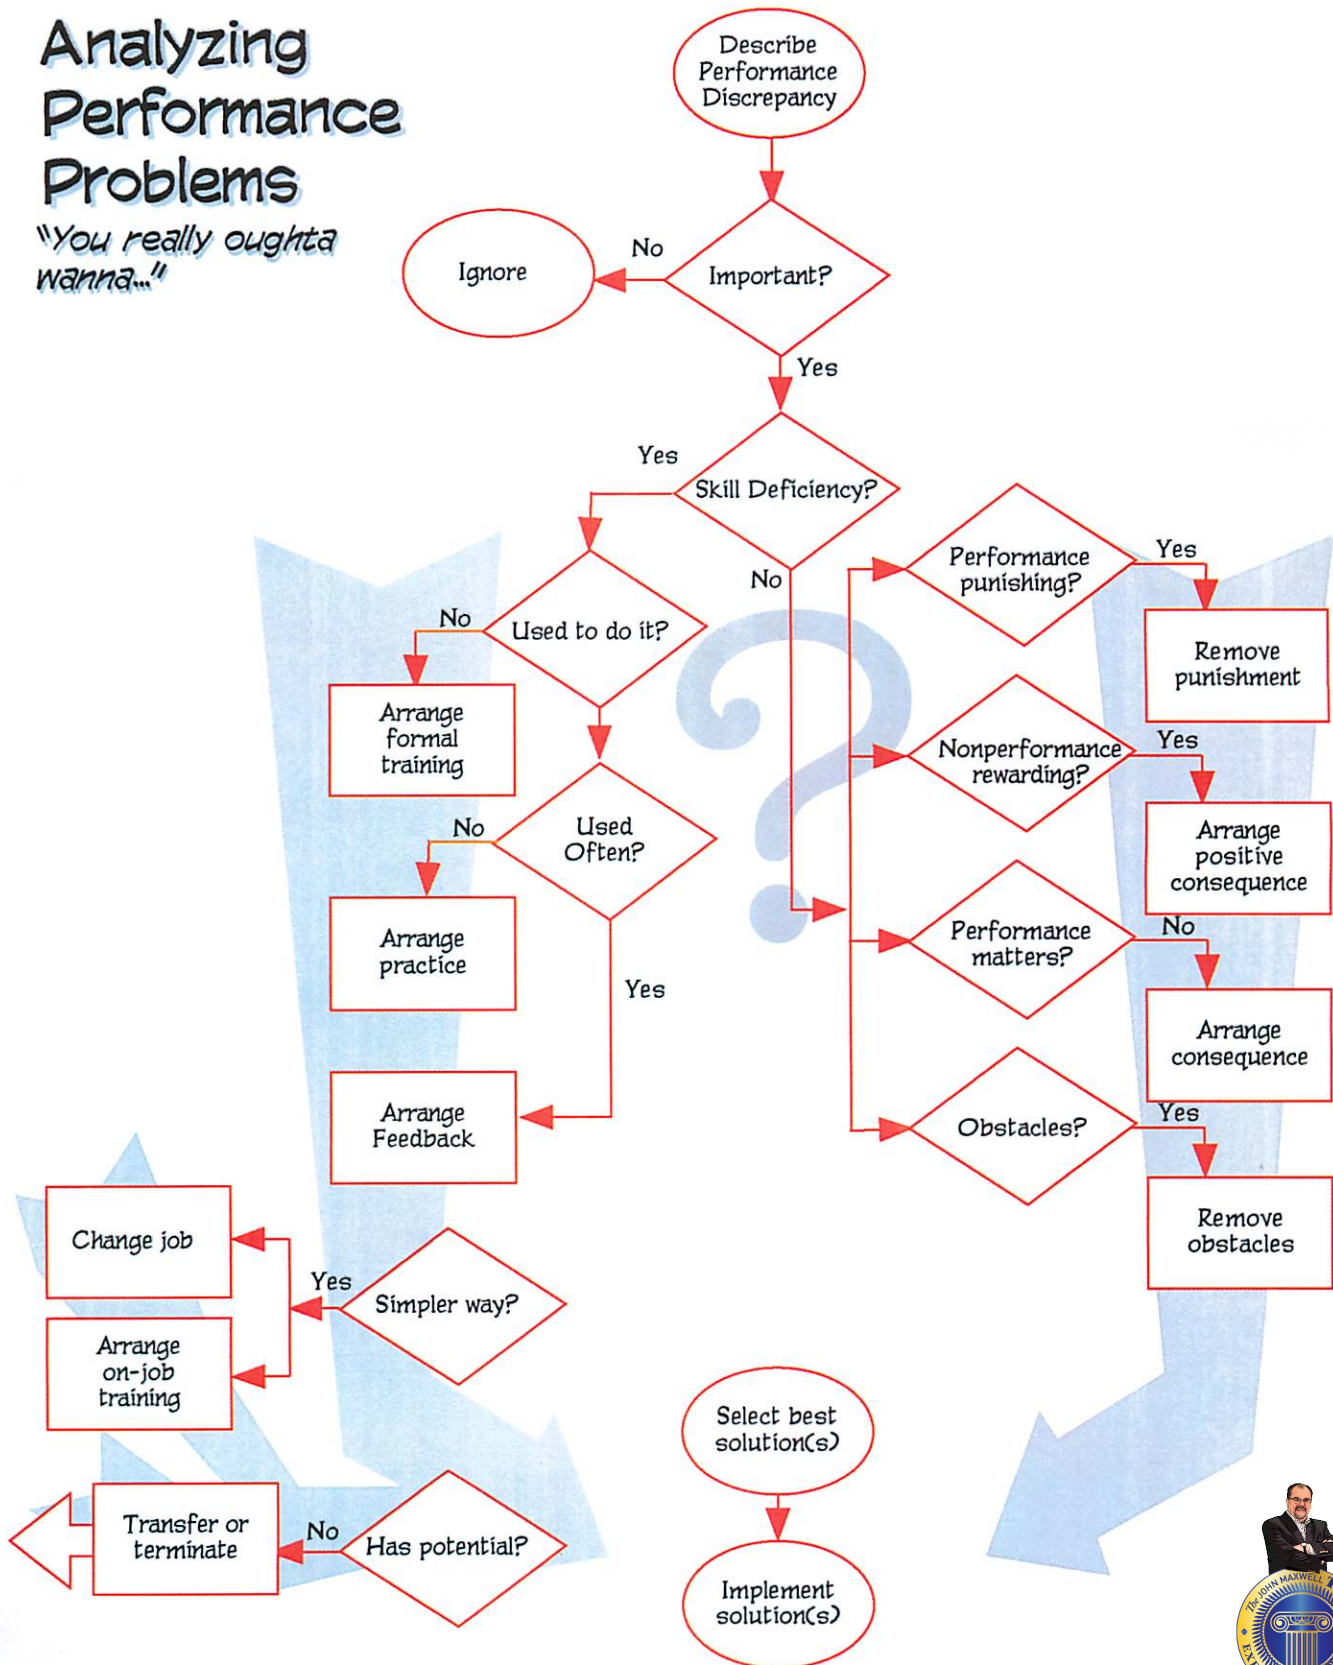 Analyzing
Performance
Problems
"You really oughta
wanna..."
Describe
Performance
Discrepancy
Important?
No
Ignore
Yes
Skill Deficiency?
Yes
Used to do it?
No
Arrange
formal
training
Used
Often?
No
Arrange
practice
Yes
Arrange
Feedback
No
Performance
punishing?
Yes
Remove
punishment
Nonperformance
rewarding?
Yes
Arrange
positive
consequence
Performance
matters?
No
Arrange
consequence
Obstacles?
Yes
Remove
obstacles
Simpler way?
Yes
Change job
Arrange
on-job
training
Has potential?
No
Transfer or
terminate
Select best
solution(s)
Implement
solution(s)
The JOHN MAXWELL